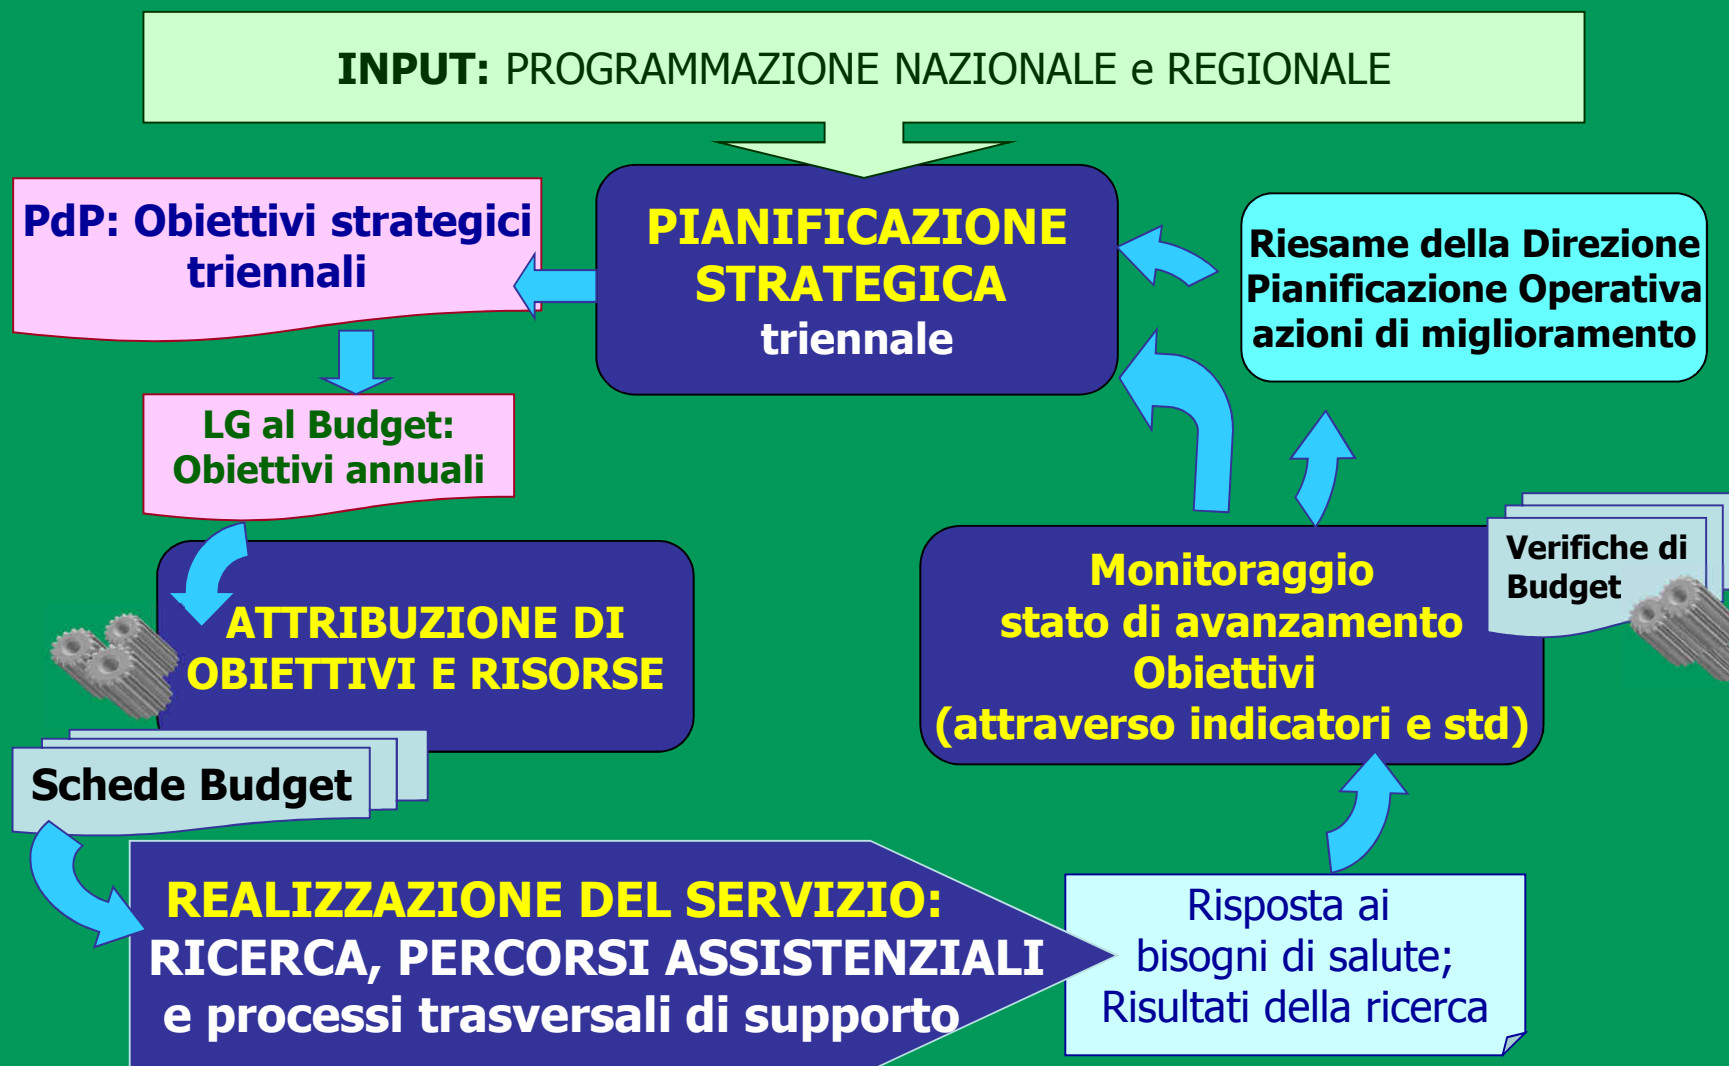 INPUT: PROGRAMMAZIONE NAZIONALE e REGIONALE
PdP: Obiettivi strategici
triennali
PIANIFICAZIONE
STRATEGICA
triennale
Riesame della Direzione
Pianificazione Operativa
azioni di miglioramento
LG al Budget:
Obiettivi annuali
ATTRIBUZIONE DI
OBIETTIVI E RISORSE
Monitoraggio
stato di avanzamento
Obiettivi
(attraverso indicatori e std)
Verifiche di
Budget
Schede Budget
REALIZZAZIONE DEL SERVIZIO:
RICERCA, PERCORSI ASSISTENZIALI
e processi trasversali di supporto
Risposta ai
bisogni di salute;
Risultati della ricerca